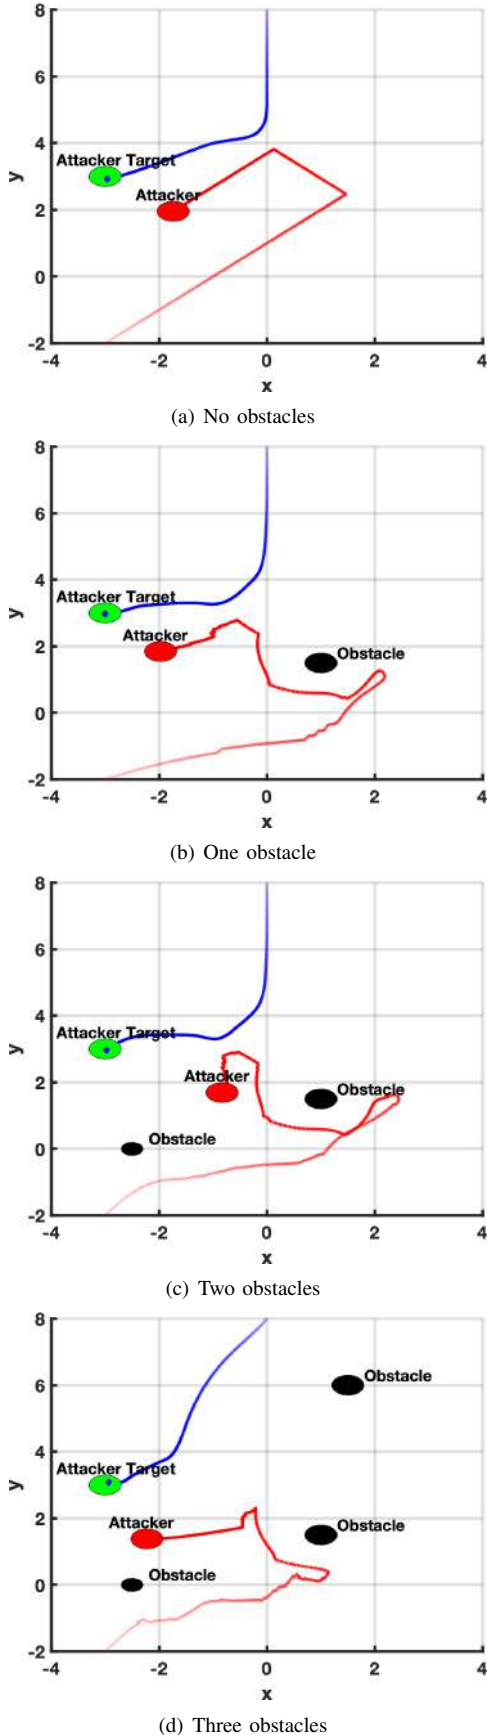 8
6
4
Attacker Target
y
Attacker
2
0
-2
-4 -2 0 2 4
x
(a) No obstacles
8
6
4
Attacker Target
y
Attacker
2
Obstacle
0
-2
-4 -2 0 2 4
x
(b) One obstacle
8
6
4
Attacker Target
y
Attacker
2
Obstacle
Obstacle
0
-2
-4 -2 0 2 4
x
(c) Two obstacles
8
6
Obstacle
4
Attacker Target
y
Attacker
2
Obstacle
Obstacle
0
-2
-4 -2 0 2 4
x
(d) Three obstacles